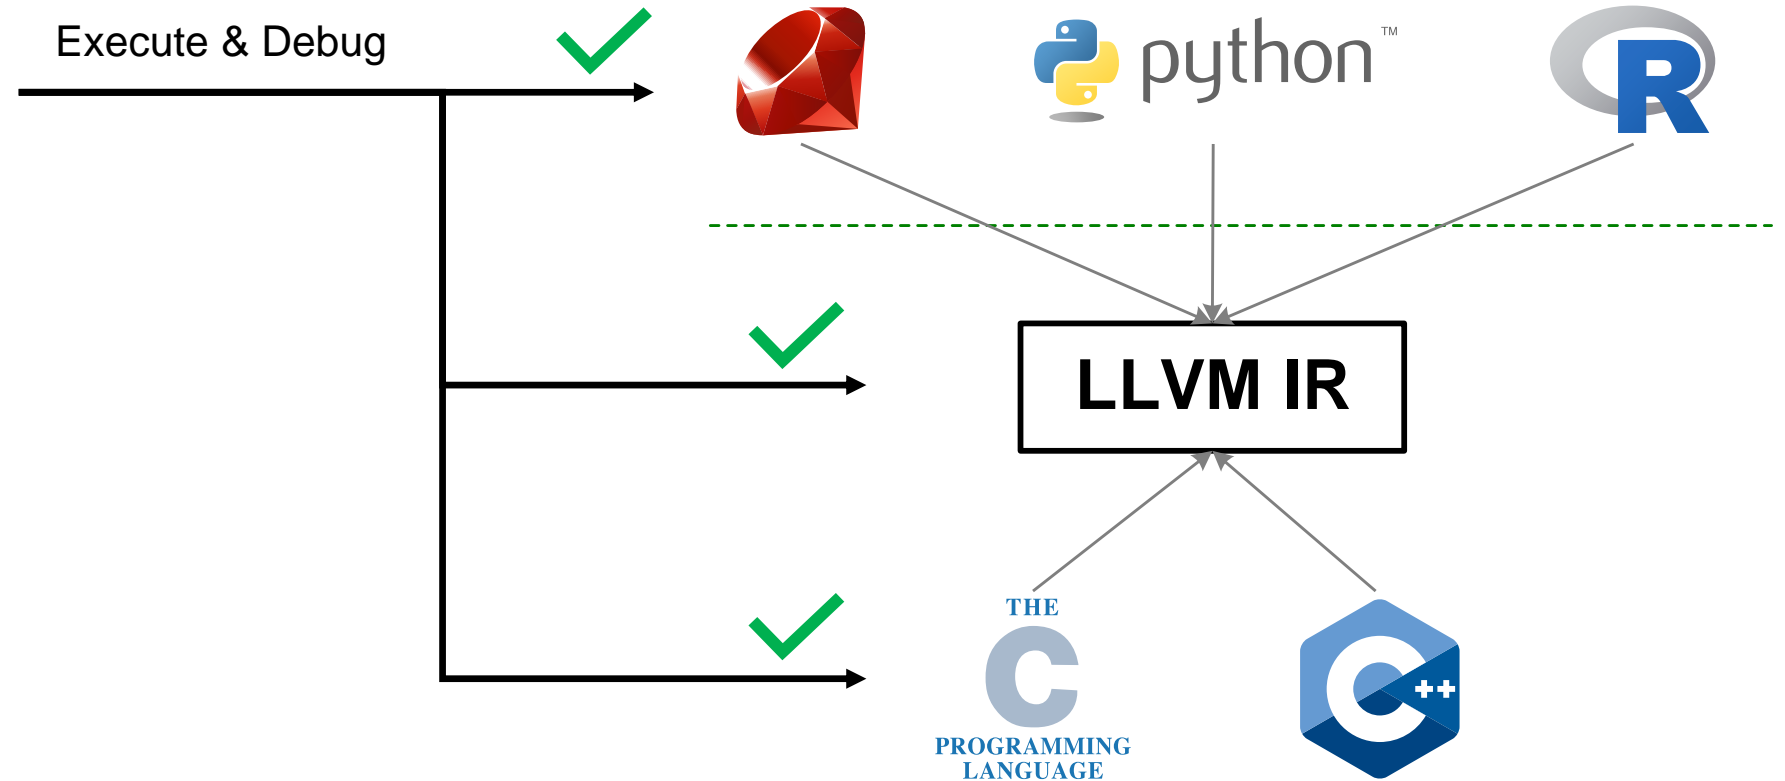 Execute & Debug
python™
R
LLVM IR
THE
C
PROGRAMMING
LANGUAGE
C++